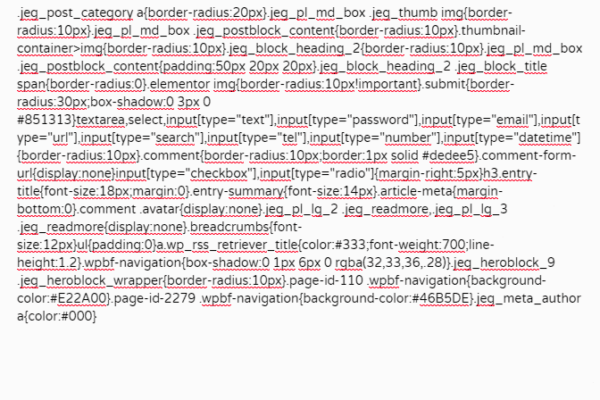 .jeg_post_category a{border-radius:20px}.jeg_pl_md_box .jeg_thumb img{border-
radius:10px}.jeg_pl_md_box .jeg_postblock_content{border-radius:10px}.thumbnail-
container>img{border-radius:10px}.jeg_block_heading_2{border-radius:10px}.jeg_pl_md_box
.jeg_postblock_content{padding:50px 20px 20px}.jeg_block_heading_2 .jeg_block_title
span{border-radius:0}.elementor img{border-radius:10px!important}.submit{border-
radius:30px;box-shadow:0 3px 0
#851313}textarea,select,input[type="text"],input[type="password"],input[type="email"],input[t
ype="url"],input[type="search"],input[type="tel"],input[type="number"],input[type="datetime"]
{border-radius:10px}.comment{border-radius:10px;border:1px solid #dedee5}.comment-form-
url{display:none}input[type="checkbox"],input[type="radio"]{margin-right:5px}h3.entry-
title{font-size:18px;margin:0}.entry-summary{font-size:14px}.article-meta{margin-
bottom:0}.comment .avatar{display:none}.jeg_pl_lg_2 .jeg_readmore,.jeg_pl_lg_3
.jeg_readmore{display:none}.breadcrumbs{font-
size:12px}ul{padding:0}a.wp_rss_retriever_title{color:#333;font-weight:700;line-
height:1.2}.wpbf-navigation{box-shadow:0 1px 6px 0 rgba(32,33,36,.28)}.jeg_heroblock_9
.jeg_heroblock_wrapper{border-radius:10px}.page-id-110 .wpbf-navigation{background-
color:#E22A00}.page-id-2279 .wpbf-navigation{background-color:#46B5DE}.jeg_meta_author
a{color:#000}